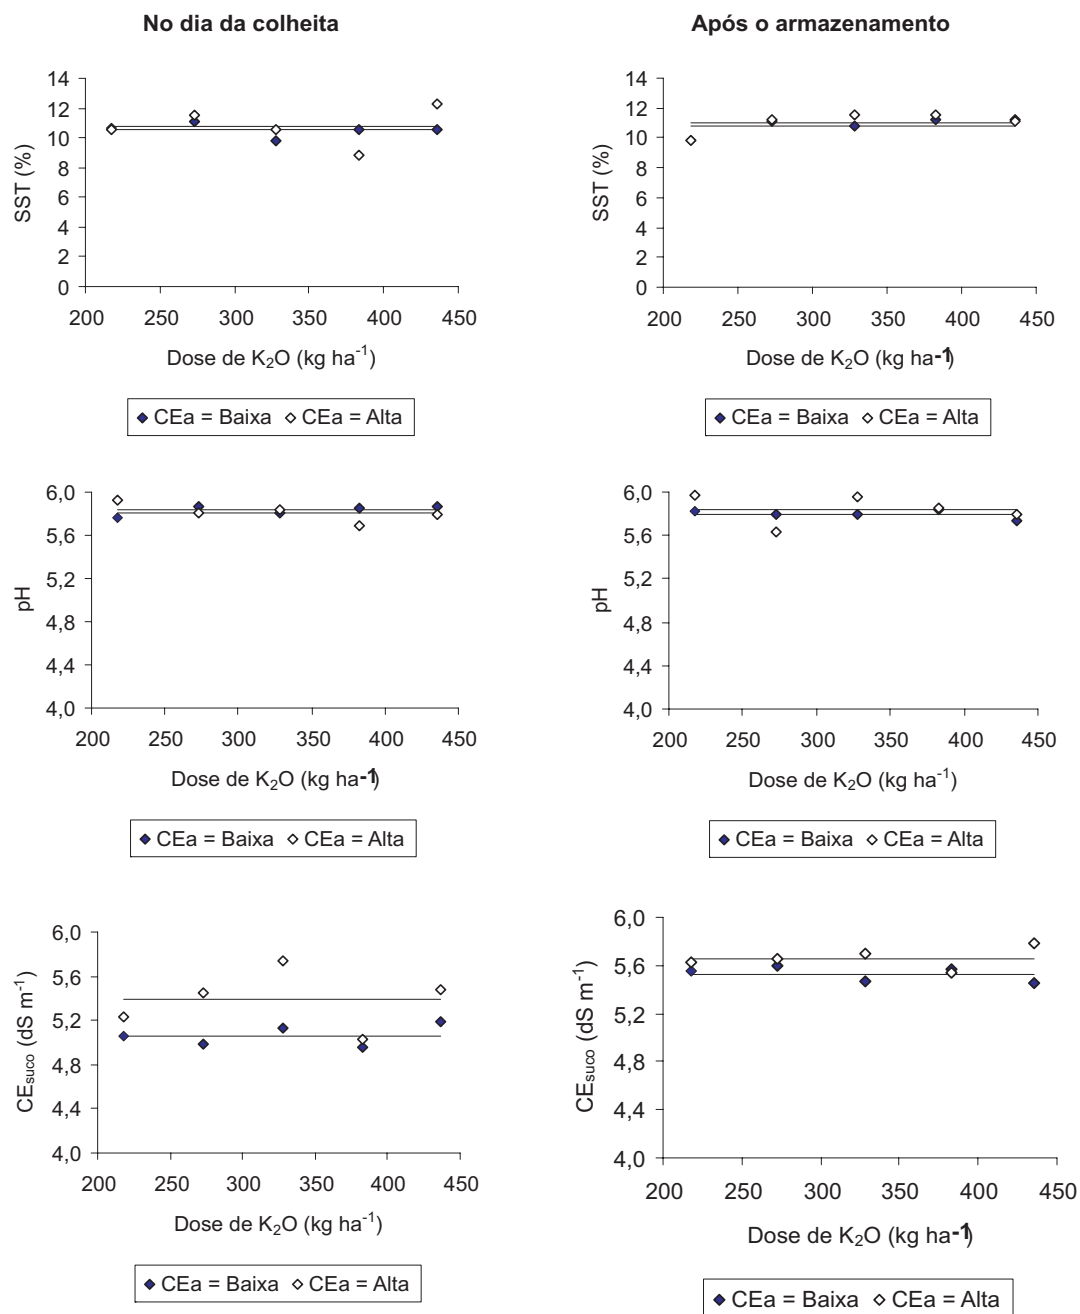 No dia da colheita
Após o armazenamento
14
12
10
8
6
4
2
0
SST (%)
200 250 300 350 400 450
Dose de K₂O (kg ha⁻¹)
◆ CEa = Baixa ◇ CEa = Alta
14
12
10
8
6
4
2
0
SST (%)
200 250 300 350 400 450
Dose de K₂O (kg ha-1)
◆ CEa = Baixa ◇ CEa = Alta
6,0
5,6
5,2
4,8
4,4
4,0
pH
200 250 300 350 400 450
Dose de K₂O (kg ha-1)
◆ CEa = Baixa ◇ CEa = Alta
6,0
5,6
5,2
4,8
4,4
4,0
pH
200 250 300 350 400 450
Dose de K₂O (kg ha⁻¹)
◆ CEa = Baixa ◇ CEa = Alta
6,0
5,6
5,2
4,8
4,4
4,0
CEsuco (dS m⁻¹)
200 250 300 350 400 450
Dose de K₂O (kg ha⁻¹)
◆ CEa = Baixa ◇ CEa = Alta
6,0
5,6
5,2
4,8
4,4
4,0
CEsuco (dS m⁻¹)
200 250 300 350 400 450
Dose de K₂O (kg ha-1)
◆ CEa = Baixa ◇ CEa = Alta